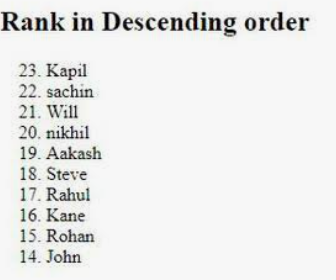 Rank in Descending order
23. Kapil
22. sachin
21. Will
20. nikhil
19. Aakash
18. Steve
17. Rahul
16. Kane
15. Rohan
14. John